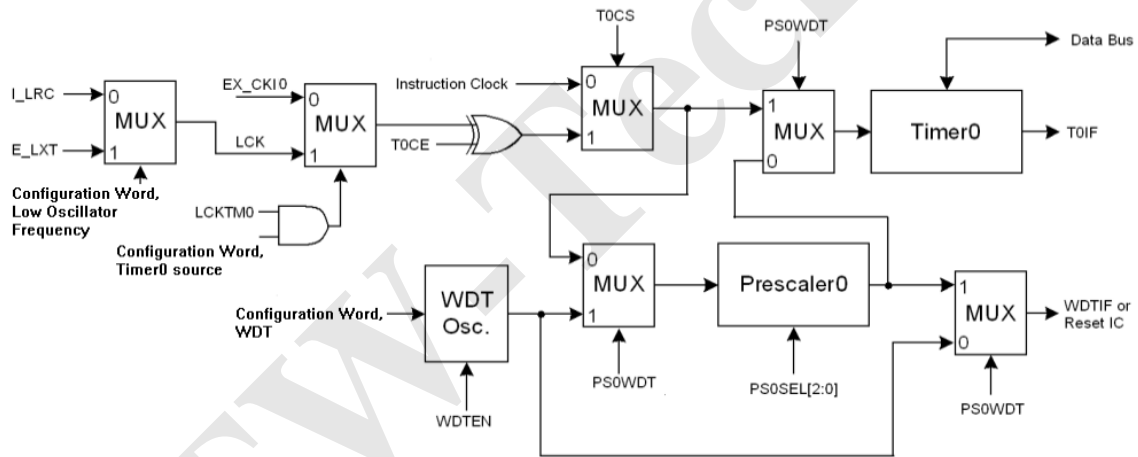 T0CS
PS0WDT
Data Bus
I_LRC
0
MUX
E_LXT
1
Configuration Word,
Low Oscillator
Frequency
EX_CKI0
0
MUX
LCK
1
LCKTM0
Configuration Word,
Timer0 source
Instruction Clock
0
MUX
1
T0CE
1
MUX
0
Timer0
T0IF
Configuration Word,
WDT
WDT
Osc.
WDTEN
0
MUX
1
PS0WDT
Prescaler0
PS0SEL[2:0]
1
MUX
0
WDTIF or
Reset IC
PS0WDT